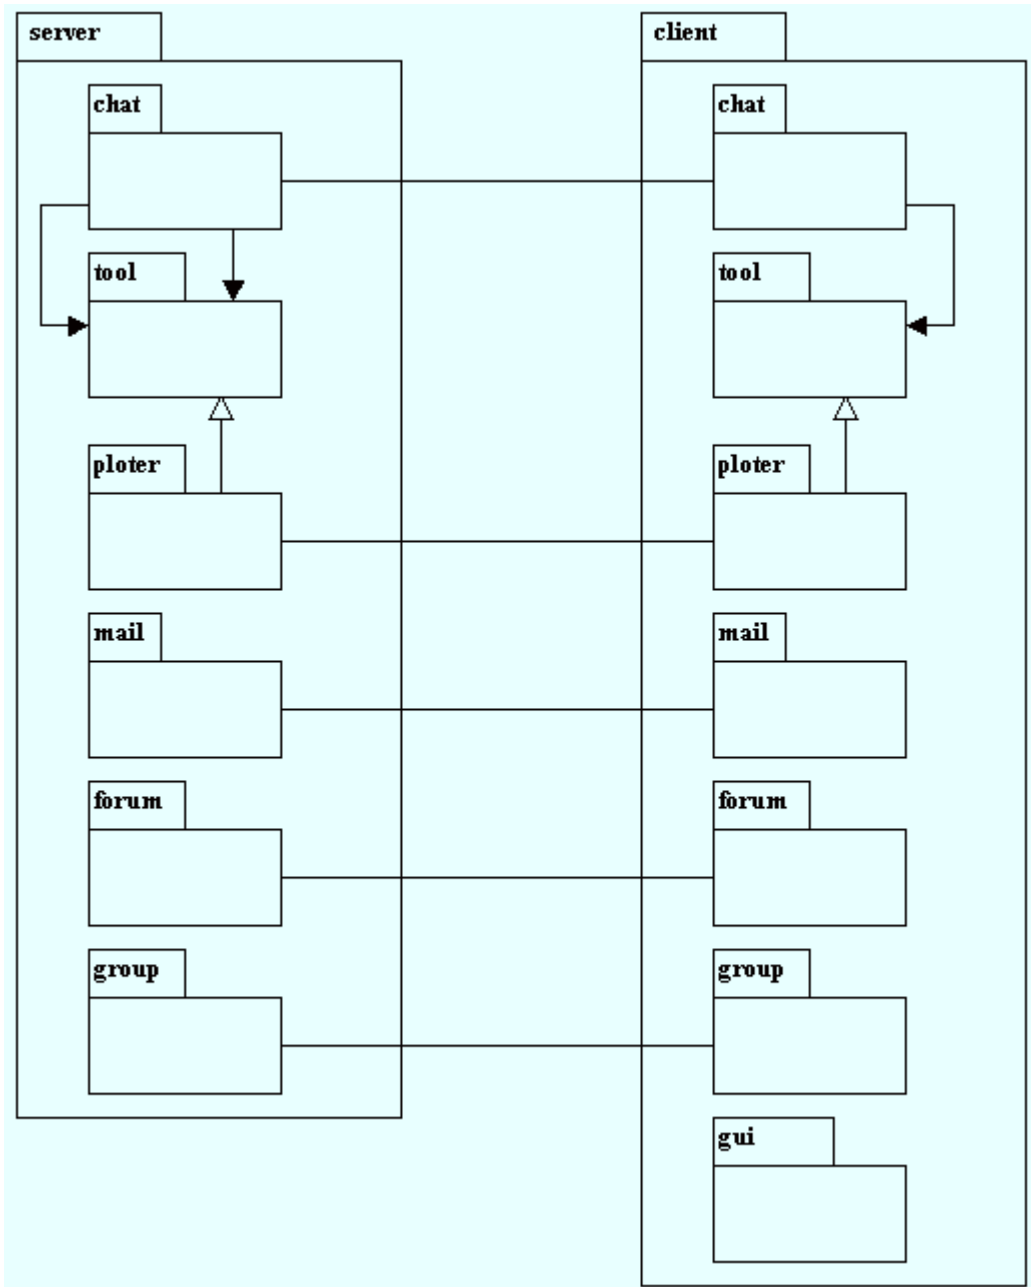 server
client
chat
chat
tool
tool
ploter
ploter
mail
mail
forum
forum
group
group
gui